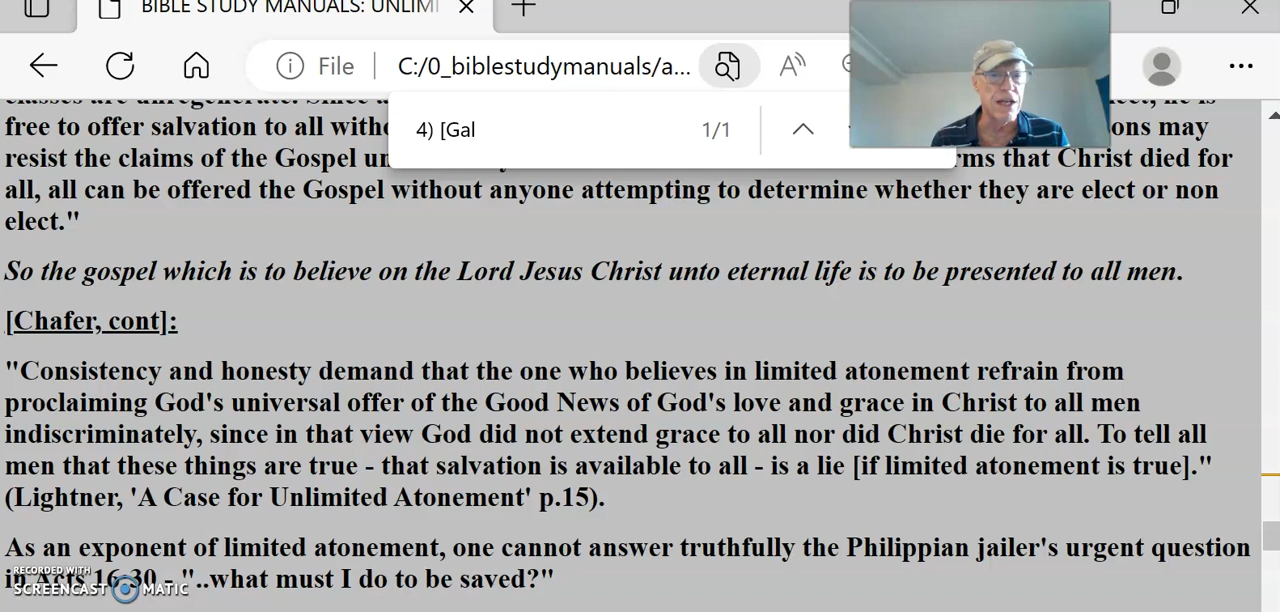 BIBLE STUDY MANUALS: UNLIMI
File C:/0_biblestudymanuals/a...
4) [Gal 1/1
classes are unregenerate. Since
free to offer salvation to all witho ons may
resist the claims of the Gospel un rms that Christ died for
all, all can be offered the Gospel without anyone attempting to determine whether they are elect or non
elect."
So the gospel which is to believe on the Lord Jesus Christ unto eternal life is to be presented to all men.
[Chafer, cont]:
"Consistency and honesty demand that the one who believes in limited atonement refrain from
proclaiming God's universal offer of the Good News of God's love and grace in Christ to all men
indiscriminately, since in that view God did not extend grace to all nor did Christ die for all. To tell all
men that these things are true - that salvation is available to all - is a lie [if limited atonement is true]."
(Lightner, 'A Case for Unlimited Atonement' p.15).
As an exponent of limited atonement, one cannot answer truthfully the Philippian jailer's urgent question
in Acts 16:30 - "..what must I do to be saved?"
RECORDED WITH
SCREENCAST MATIC